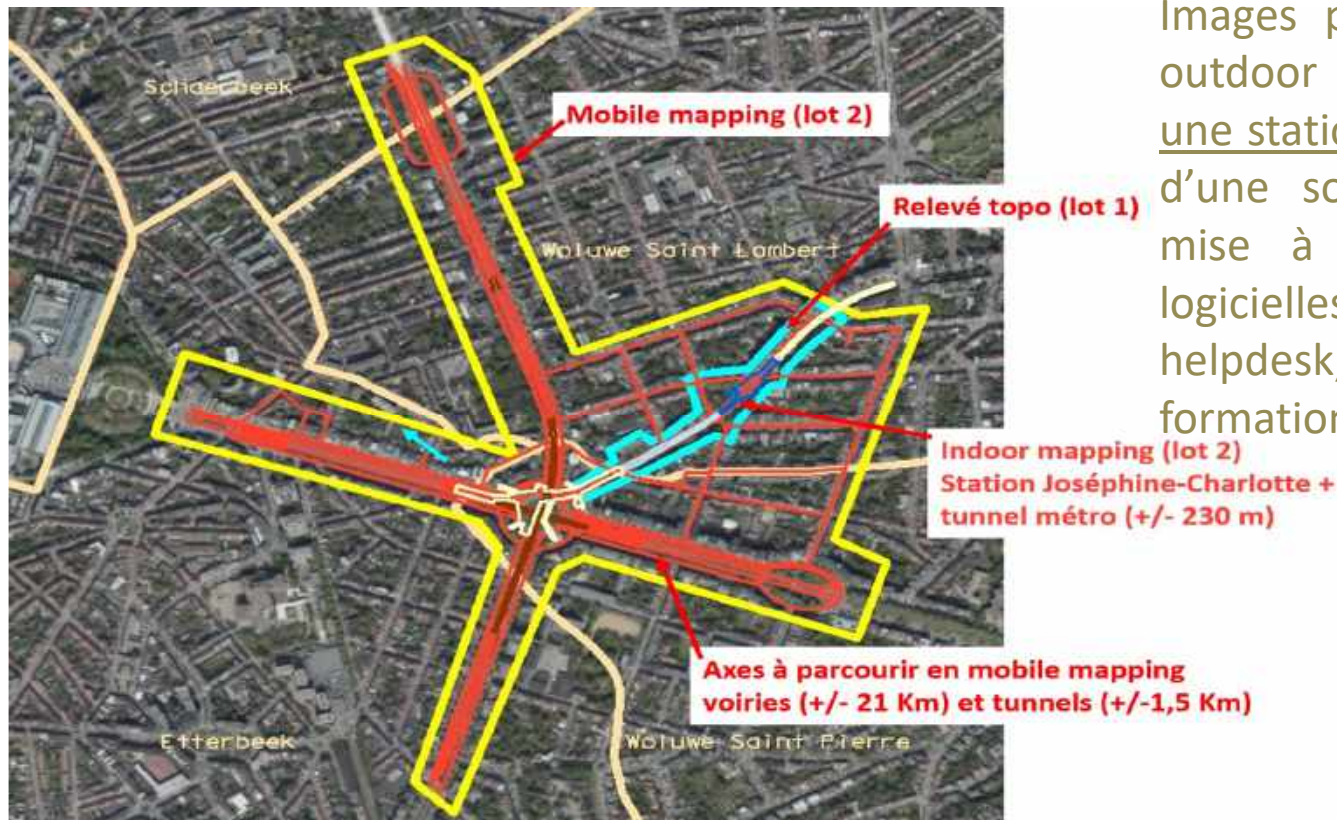 Images p
outdoor
une static
d'une sc
mise à
logicielles
helpdesk,
formation
Schaerbeek
Mobile mapping (lot 2)
Relevé topo (lot 1)
Woluwe Saint Lambert
Indoor mapping (lot 2)
Station Joséphine-Charlotte +
tunnel métro (+/- 230 m)
Axes à parcourir en mobile mapping
voiries (+/- 21 Km) et tunnels (+/-1,5 Km)
Etterbeek
Woluwe Saint Pierre